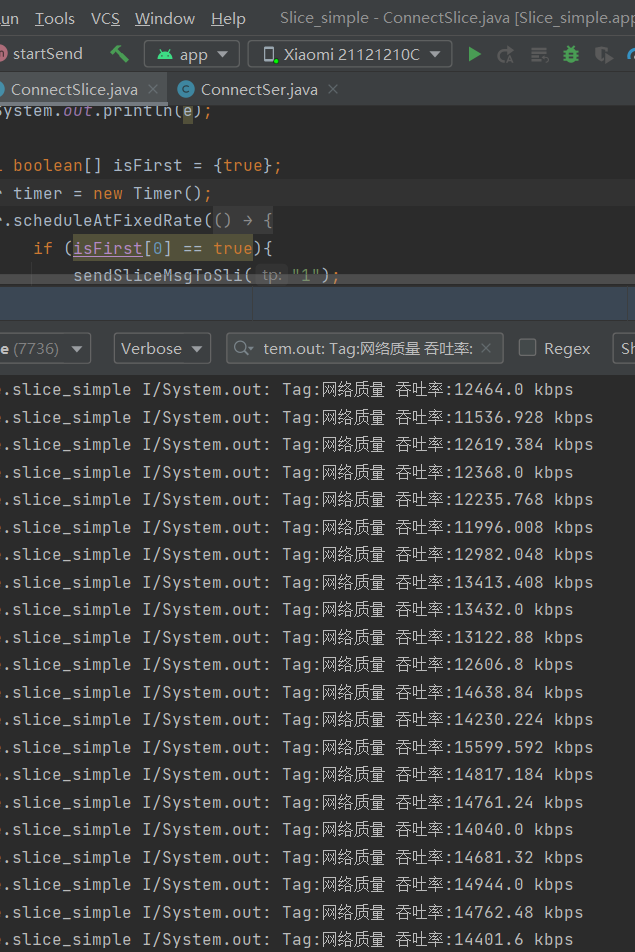 un Tools VCS Window Help Slice_simple - ConnectSlice.java [Slice_simple.app
startSend app Xiaomi 21121210C
ConnectSlice.java ConnectSer.java
System.out.println(e);
l boolean[] isFirst = {true};
r timer = new Timer();
r.scheduleAtFixedRate(() → {
if (isFirst[0] == true){
sendSliceMsgToSli( tp: "1");
e (7736) Verbose tem.out: Tag:网络质量 吞吐率: Regex Sh
e.slice_simple I/System.out: Tag:网络质量 吞吐率:12464.0 kbps
e.slice_simple I/System.out: Tag:网络质量 吞吐率:11536.928 kbps
e.slice_simple I/System.out: Tag:网络质量 吞吐率:12619.384 kbps
e.slice_simple I/System.out: Tag:网络质量 吞吐率:12368.0 kbps
e.slice_simple I/System.out: Tag:网络质量 吞吐率:12235.768 kbps
e.slice_simple I/System.out: Tag:网络质量 吞吐率:11996.008 kbps
e.slice_simple I/System.out: Tag:网络质量 吞吐率:12982.048 kbps
e.slice_simple I/System.out: Tag:网络质量 吞吐率:13413.408 kbps
e.slice_simple I/System.out: Tag:网络质量 吞吐率:13432.0 kbps
e.slice_simple I/System.out: Tag:网络质量 吞吐率:13122.88 kbps
e.slice_simple I/System.out: Tag:网络质量 吞吐率:12606.8 kbps
e.slice_simple I/System.out: Tag:网络质量 吞吐率:14638.84 kbps
e.slice_simple I/System.out: Tag:网络质量 吞吐率:14230.224 kbps
e.slice_simple I/System.out: Tag:网络质量 吞吐率:15599.592 kbps
e.slice_simple I/System.out: Tag:网络质量 吞吐率:14817.184 kbps
e.slice_simple I/System.out: Tag:网络质量 吞吐率:14761.24 kbps
e.slice_simple I/System.out: Tag:网络质量 吞吐率:14040.0 kbps
e.slice_simple I/System.out: Tag:网络质量 吞吐率:14681.32 kbps
e.slice_simple I/System.out: Tag:网络质量 吞吐率:14944.0 kbps
e.slice_simple I/System.out: Tag:网络质量 吞吐率:14762.48 kbps
e.slice_simple I/System.out: Tag:网络质量 吞吐率:14401.6 kbps